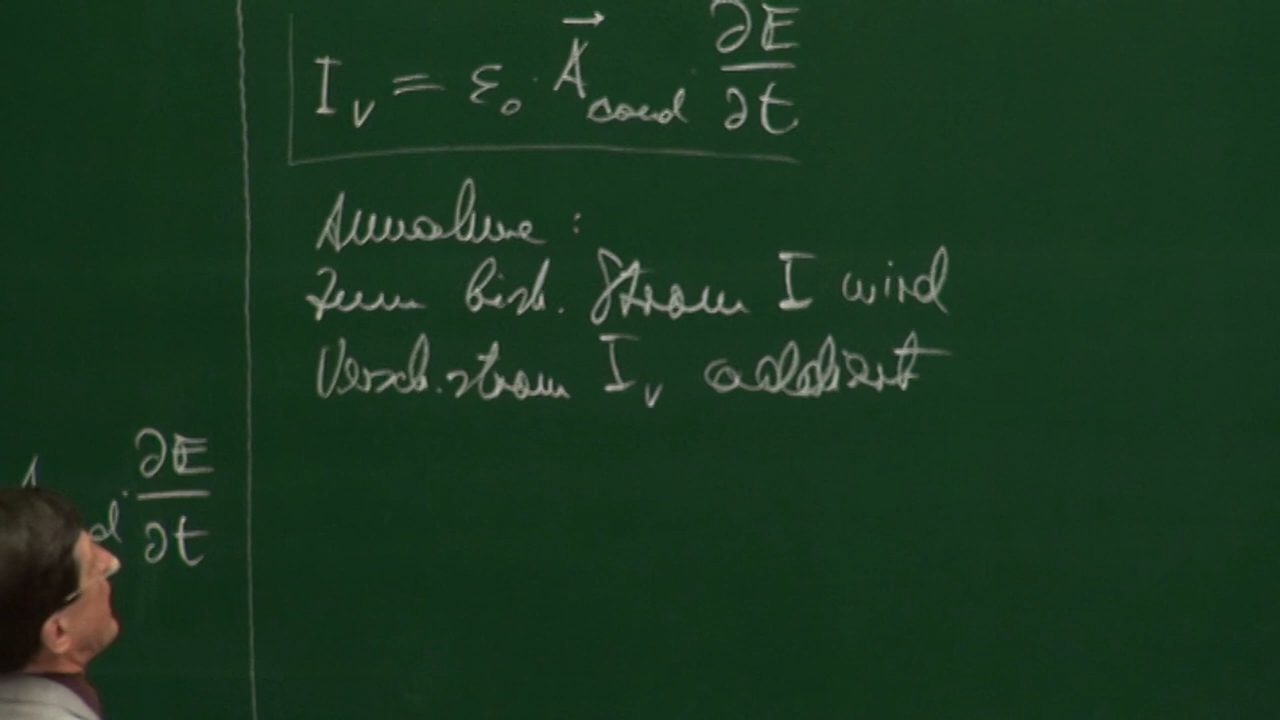 I_v = ε₀ · A⃗_cond · ∂E/∂t
Annahme :
Zum bish. Strom I wird
Versch.strom I_v addiert
d · ∂E/∂t